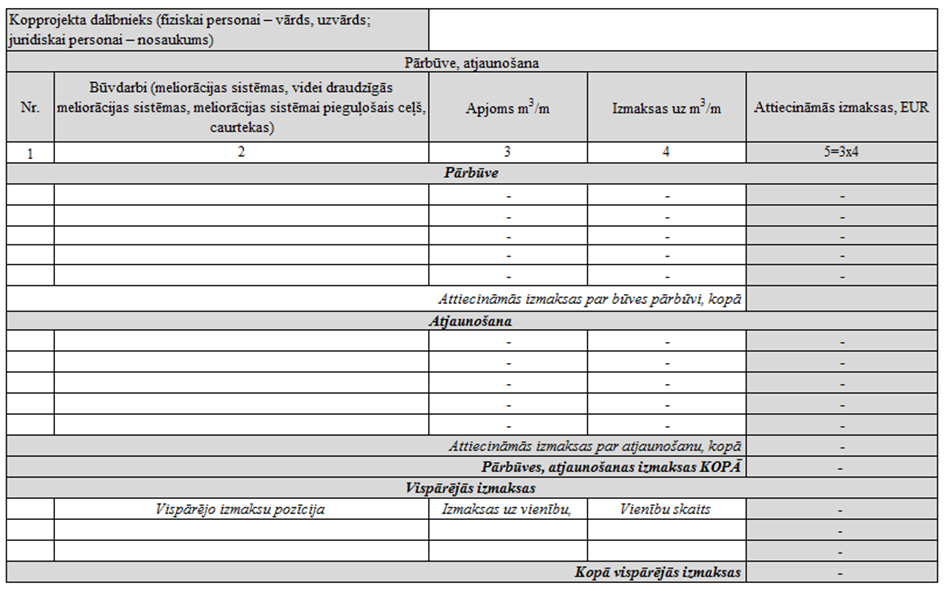 Kopprojekta dalībnieks (fiziskai personai – vārds, uzvārds;
juridiskai personai – nosaukums)
Pārbūve, atjaunošana
Nr.
Būvdarbi (meliorācijas sistēmas, videi draudzīgās
meliorācijas sistēmas, meliorācijas sistēmai pieguļošais ceļš,
caurtekas)
Apjoms m³/m
Izmaksas uz m³/m
Attiecināmās izmaksas, EUR
1 2 3 4 5=3x4
Pārbūve
- - -
- - -
- - -
- - -
- - -
Attiecināmās izmaksas par būves pārbūvi, kopā
Atjaunošana
- - -
- - -
- - -
- - -
- - -
Attiecināmās izmaksas par atjaunošanu, kopā -
Pārbūves, atjaunošanas izmaksas KOPĀ -
Vispārējās izmaksas
Vispārējo izmaksu pozīcija Izmaksas uz vienību, Vienību skaits -
-
-
Kopā vispārējās izmaksas -